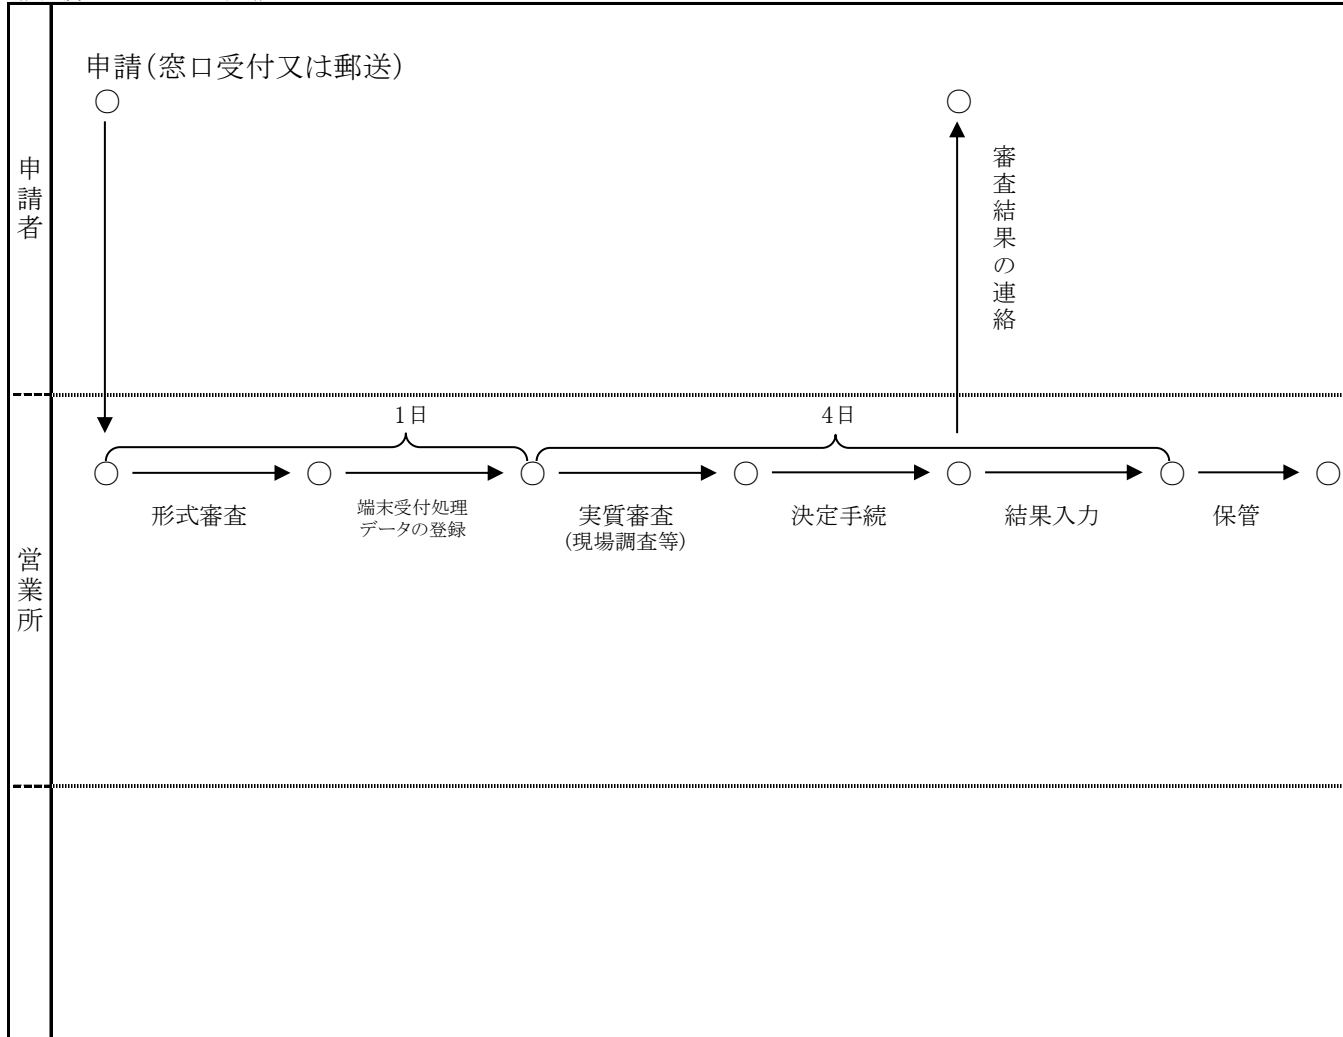 申請(窓口受付又は郵送)
申請者
審査結果の連絡
1日
4日
形式審査
端末受付処理
データの登録
実質審査
(現場調査等)
決定手続
結果入力
保管
営業所